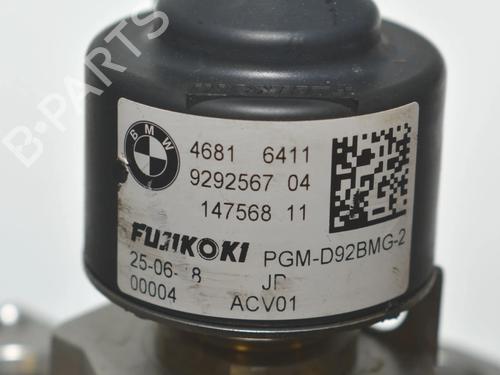 B-PARTS
BMW
4681 6411
9292567 04
147568 11
FUJIKOKI PGM-D92BMG-2
25-06- 8 JP
00004 ACV01